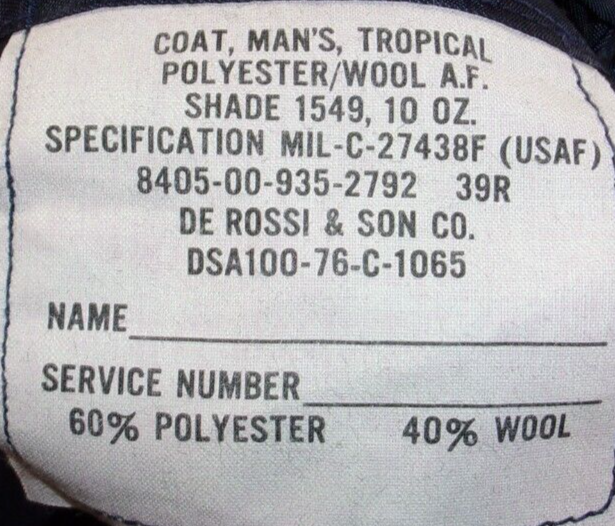 COAT, MAN'S, TROPICAL
POLYESTER/WOOL A.F.
SHADE 1549, 10 OZ.
SPECIFICATION MIL-C-27438F (USAF)
8405-00-935-2792 39R
DE ROSSI & SON CO.
DSA100-76-C-1065
NAME
SERVICE NUMBER
60% POLYESTER 40% WOOL